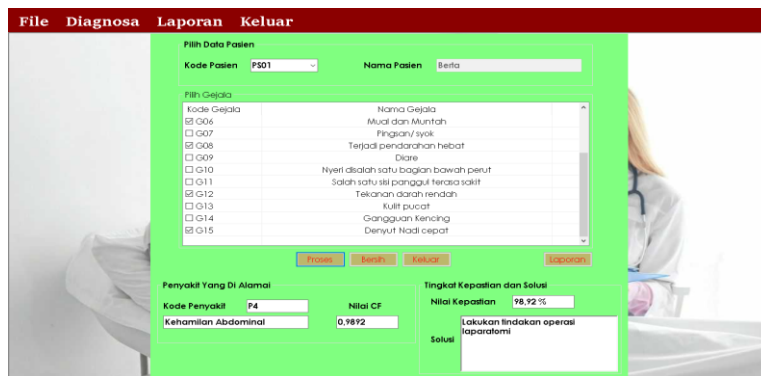 File Diagnosa Laporan Keluar
Pilih Data Pasien
Kode Pasien PS01 Nama Pasien Berta
Pilih Gejala
Kode Gejala Nama Gejala
G06 Mual dan Muntah
G07 Pingsan/syok
G08 Terjadi pendarahan hebat
G09 Diare
G10 Nyeri disalah satu bagian bawah perut
G11 Salah satu sisi panggul terasa sakit
G12 Tekanan darah rendah
G13 Kulit pucat
G14 Gangguan Kencing
G15 Denyut Nadi cepat
Proses Bersih Keluar Laporan
Penyakit Yang Di Alamai
Kode Penyakit P4 Nilai CF
Kehamilan Abdominal 0,9892
Tingkat Kepastian dan Solusi
Nilai Kepastian 98,92 %
Solusi Lakukan tindakan operasi
laparatomi